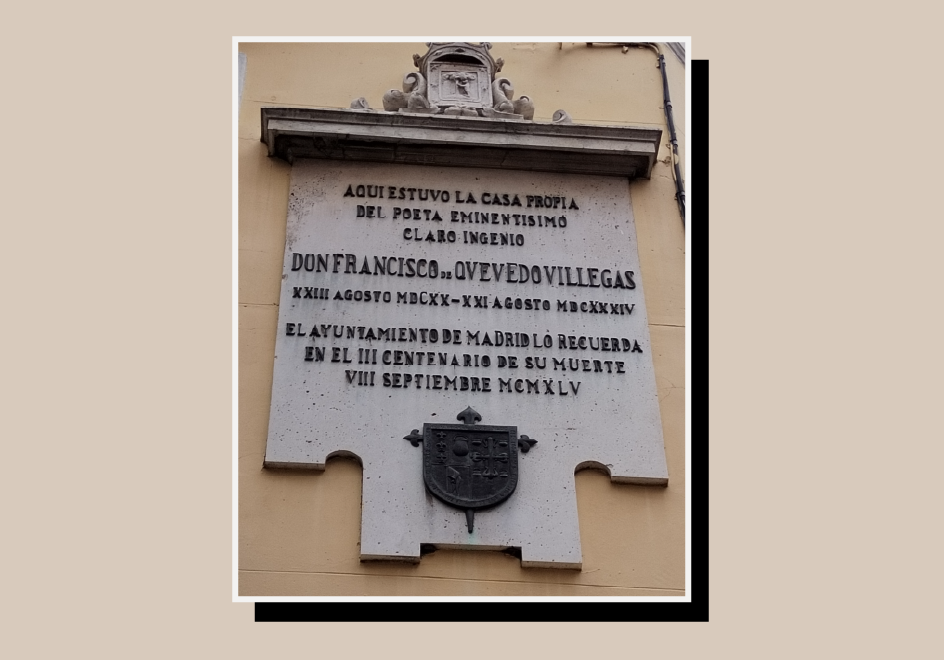 AQUI ESTUVO LA CASA PROPIA
DEL POETA EMINENTISIMO
CLARO INGENIO
DON FRANCISCO DE QVEVEDO VILLEGAS
XXIII AGOSTO MDCXX-XXI AGOSTO MDCXXXIV
EL AYUNTAMIENTO DE MADRID LO RECUERDA
EN EL III CENTENARIO DE SU MUERTE
VIII SEPTIEMBRE MCMXLV